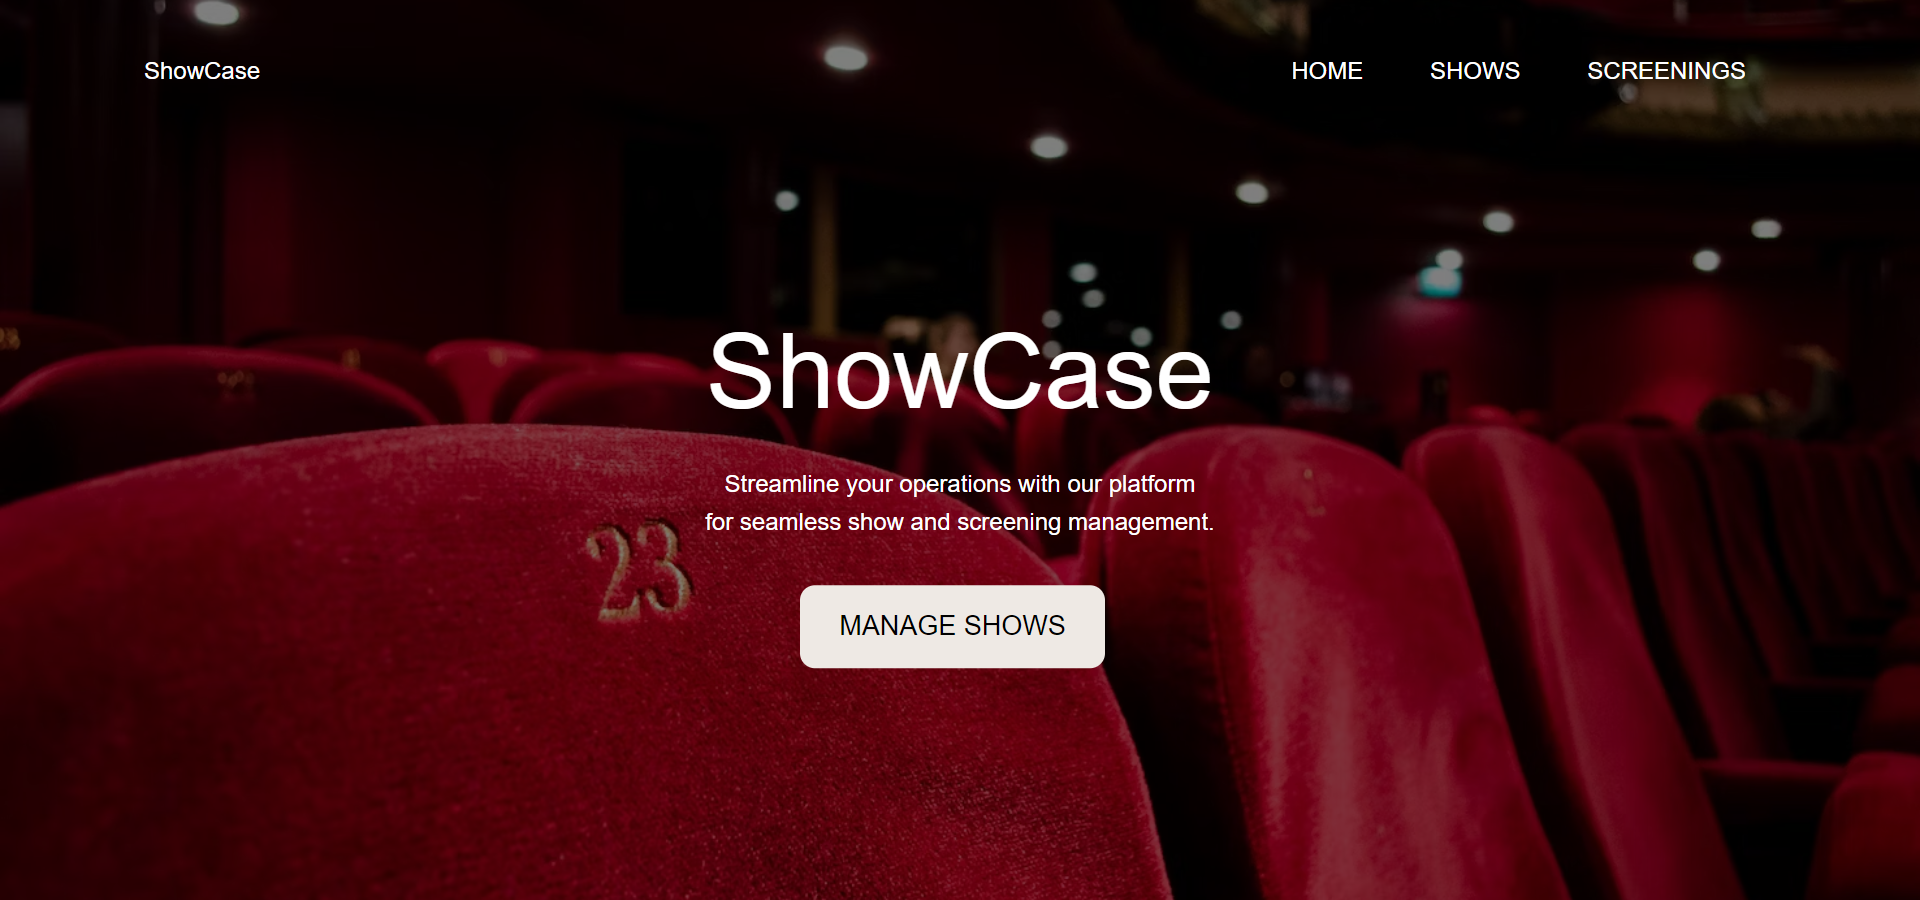 ShowCase
HOME SHOWS SCREENINGS
ShowCase
Streamline your operations with our platform
for seamless show and screening management.
23
MANAGE SHOWS